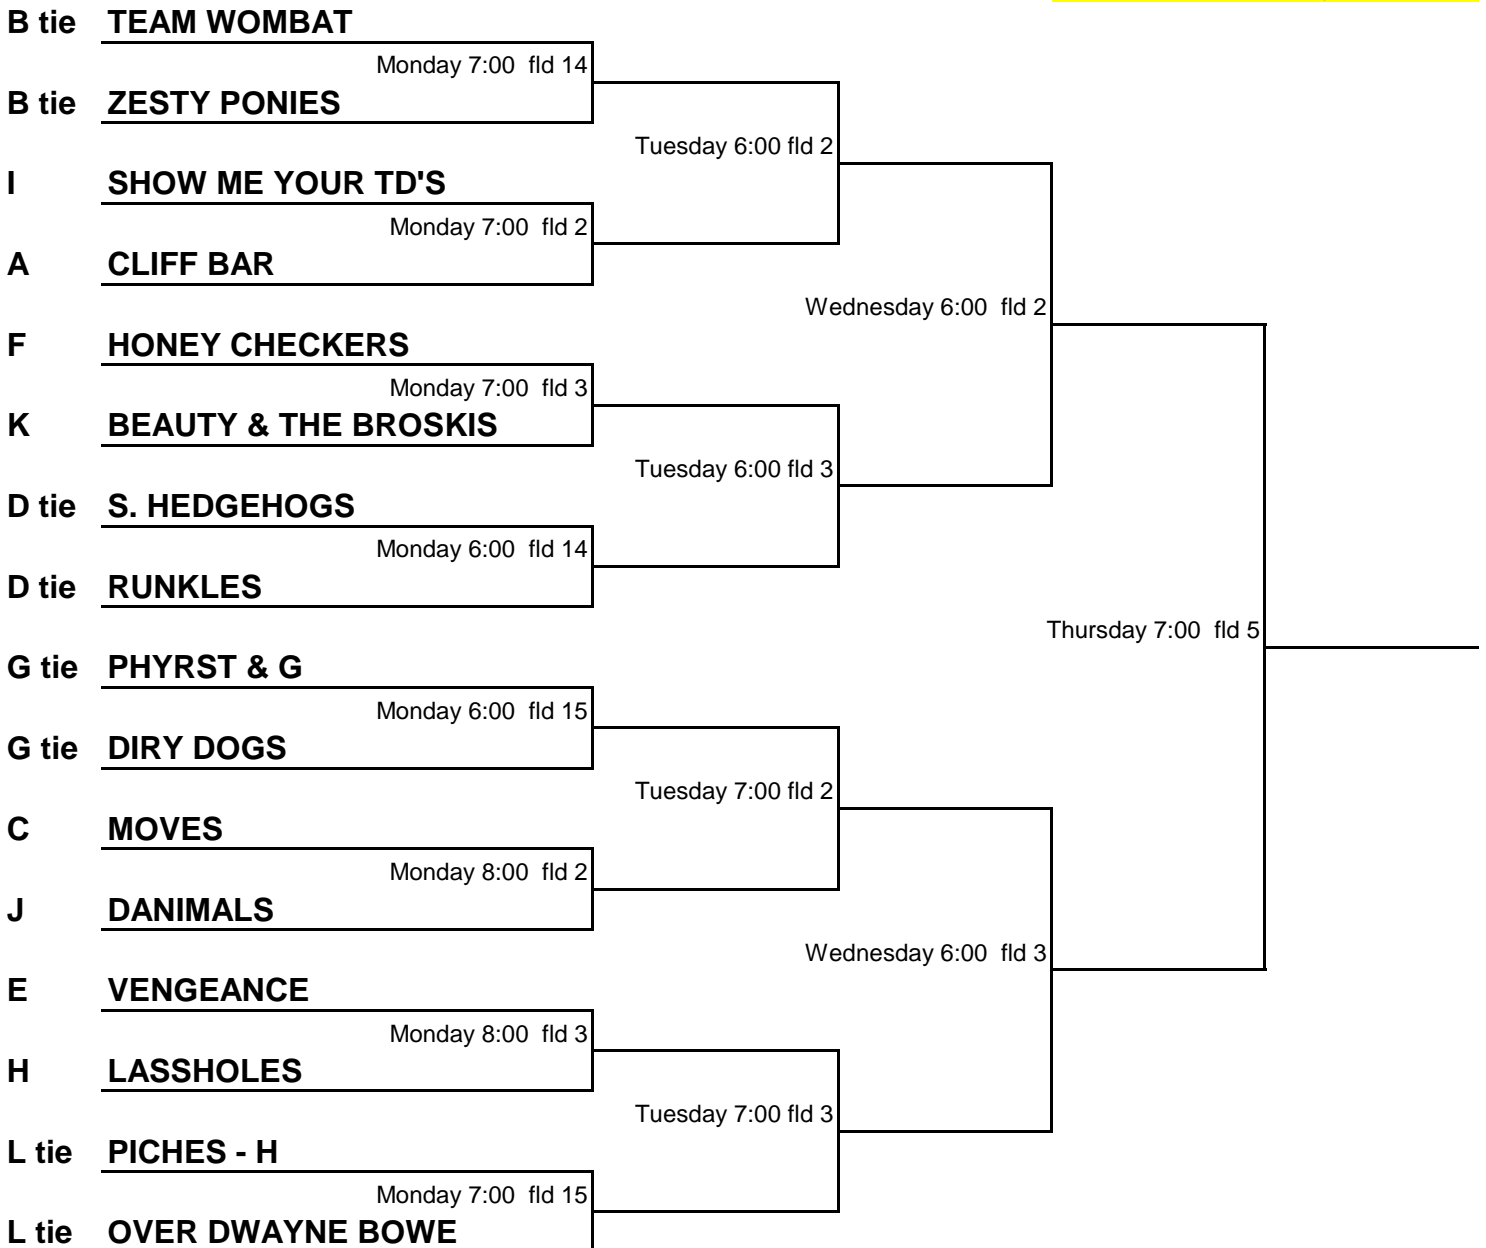 B tie TEAM WOMBAT
Monday 7:00 fld 14
B tie ZESTY PONIES
Tuesday 6:00 fld 2
I SHOW ME YOUR TD'S
Monday 7:00 fld 2
A CLIFF BAR
Wednesday 6:00 fld 2
F HONEY CHECKERS
Monday 7:00 fld 3
K BEAUTY & THE BROSKIS
Tuesday 6:00 fld 3
D tie S. HEDGEHOGS
Monday 6:00 fld 14
D tie RUNKLES
Thursday 7:00 fld 5
G tie PHYRST & G
Monday 6:00 fld 15
G tie DIRY DOGS
Tuesday 7:00 fld 2
C MOVES
Monday 8:00 fld 2
J DANIMALS
Wednesday 6:00 fld 3
E VENGEANCE
Monday 8:00 fld 3
H LASSHOLES
Tuesday 7:00 fld 3
L tie PICHES - H
Monday 7:00 fld 15
L tie OVER DWAYNE BOWE